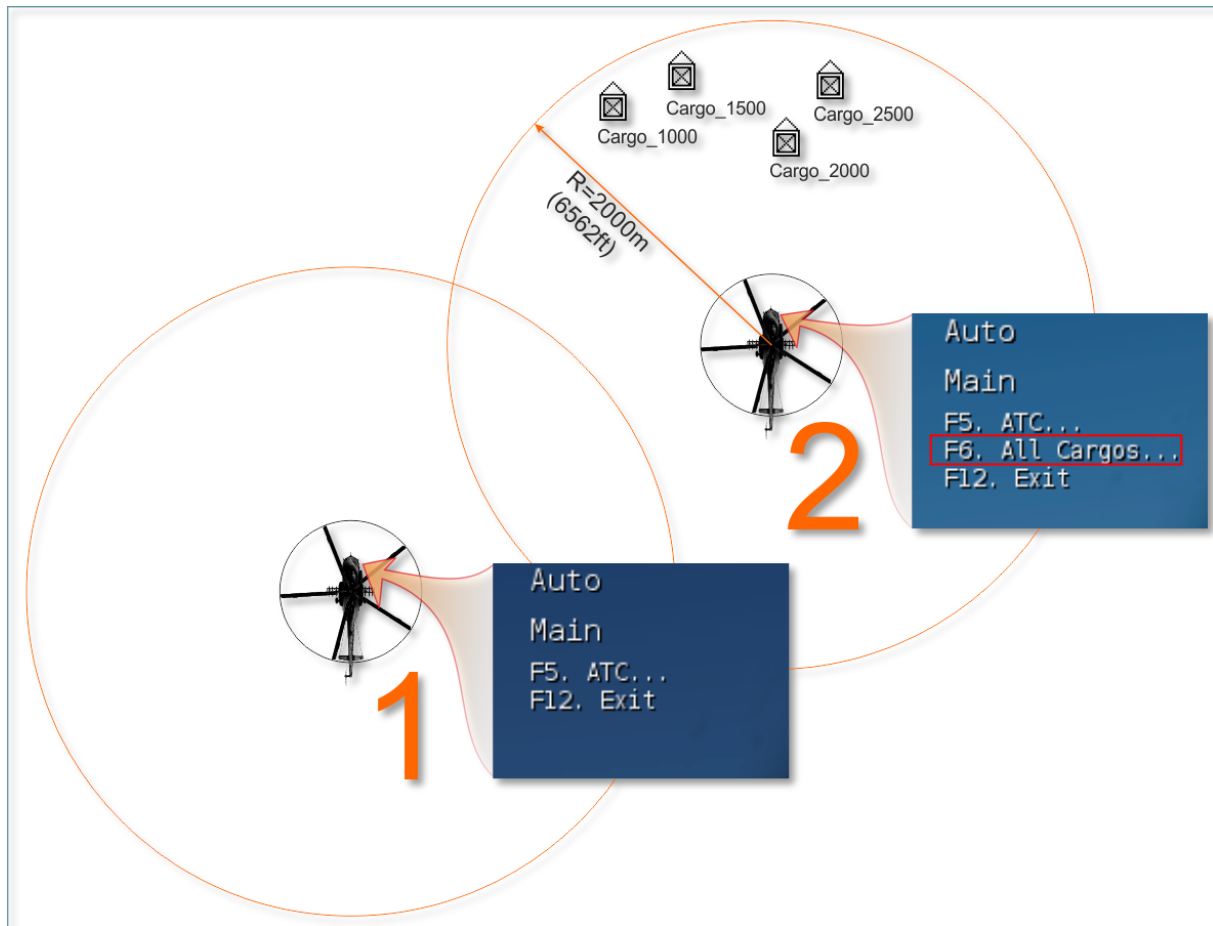 Cargo_1500
Cargo_2500
Cargo_1000
Cargo_2000
R=2000m
(6562ft)
2
Auto
Main
F5. ATC...
F6. All Cargos...
F12. Exit
1
Auto
Main
F5. ATC...
F12. Exit